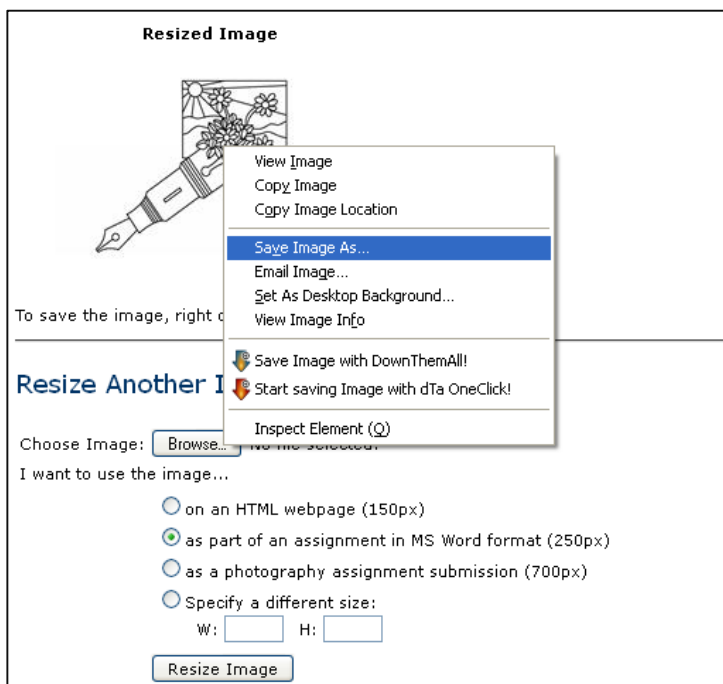 Resized Image
View Image
Copy Image
Copy Image Location
Save Image As...
Email Image...
Set As Desktop Background...
View Image Info
Save Image with DownThemAll!
Start saving Image with dTa OneClick!
Inspect Element (Q)
To save the image, right
Resize Another
Choose Image: Browse... No file selected.
I want to use the image...
on an HTML webpage (150px)
as part of an assignment in MS Word format (250px)
as a photography assignment submission (700px)
Specify a different size:
W: H:
Resize Image